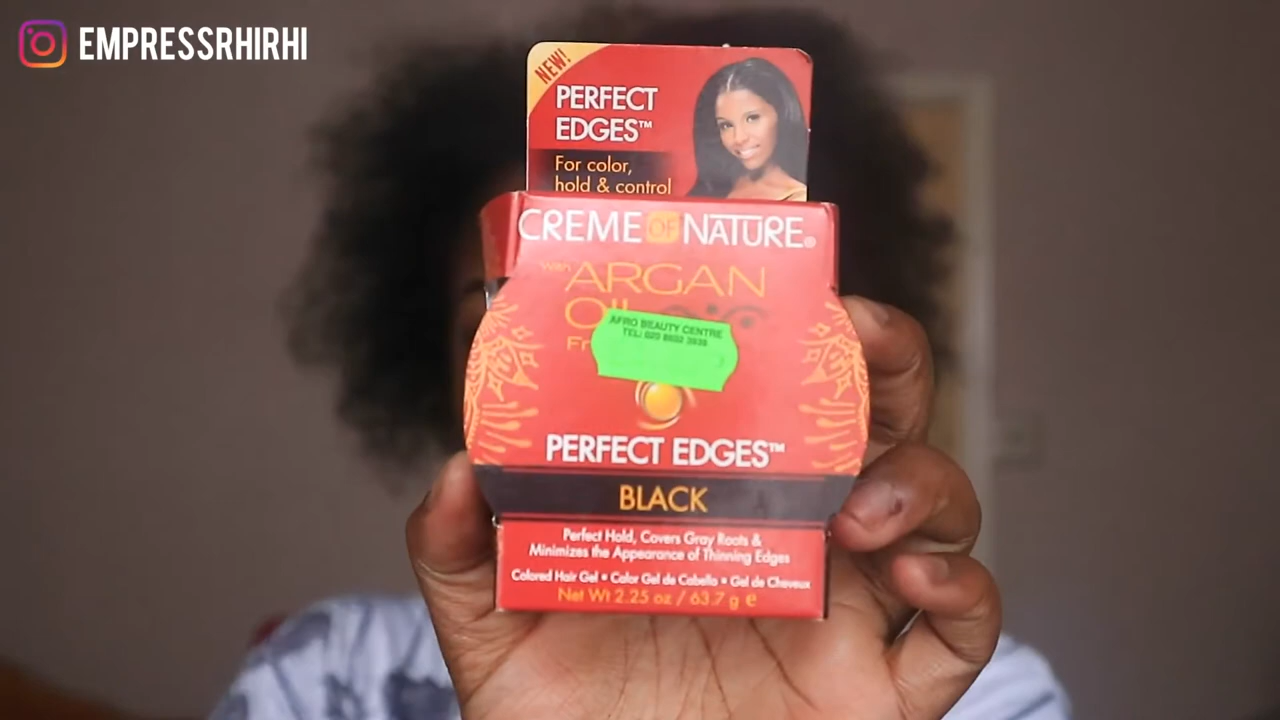 EMPRESSRHIRHI
NEW!
PERFECT
EDGES™
For color,
hold & control
CREME OF NATURE®
With ARGAN
OIL
PERFECT EDGES™
BLACK
Perfect Hold, Covers Gray Roots &
Minimizes the Appearance of Thinning Edges
Colored Hair Gel • Color Gel de Cabello • Gel de Cheveux
Net Wt 2.25 oz / 63.7 g e
AFRO BEAUTY CENTRE